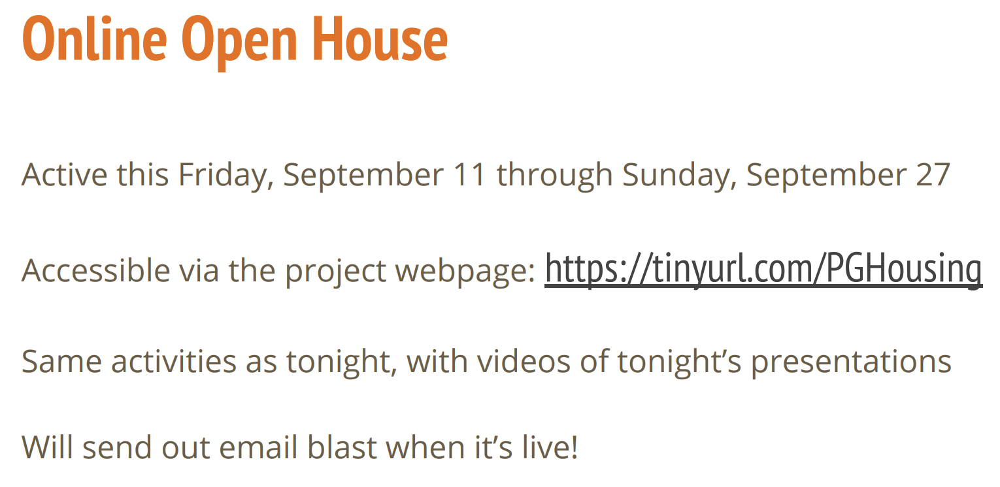 Online Open House
Active this Friday, September 11 through Sunday, September 27
Accessible via the project webpage: https://tinyurl.com/PGHousing
Same activities as tonight, with videos of tonight’s presentations
Will send out email blast when it’s live!